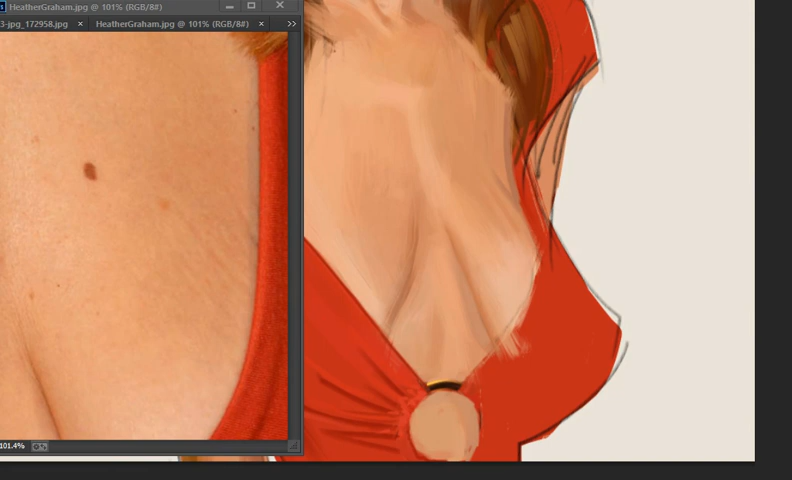 HeatherGraham.jpg @ 101% (RGB/8#)
3-jpg_172958.jpg × HeatherGraham.jpg @ 101% (RGB/8#) × »
101.4%